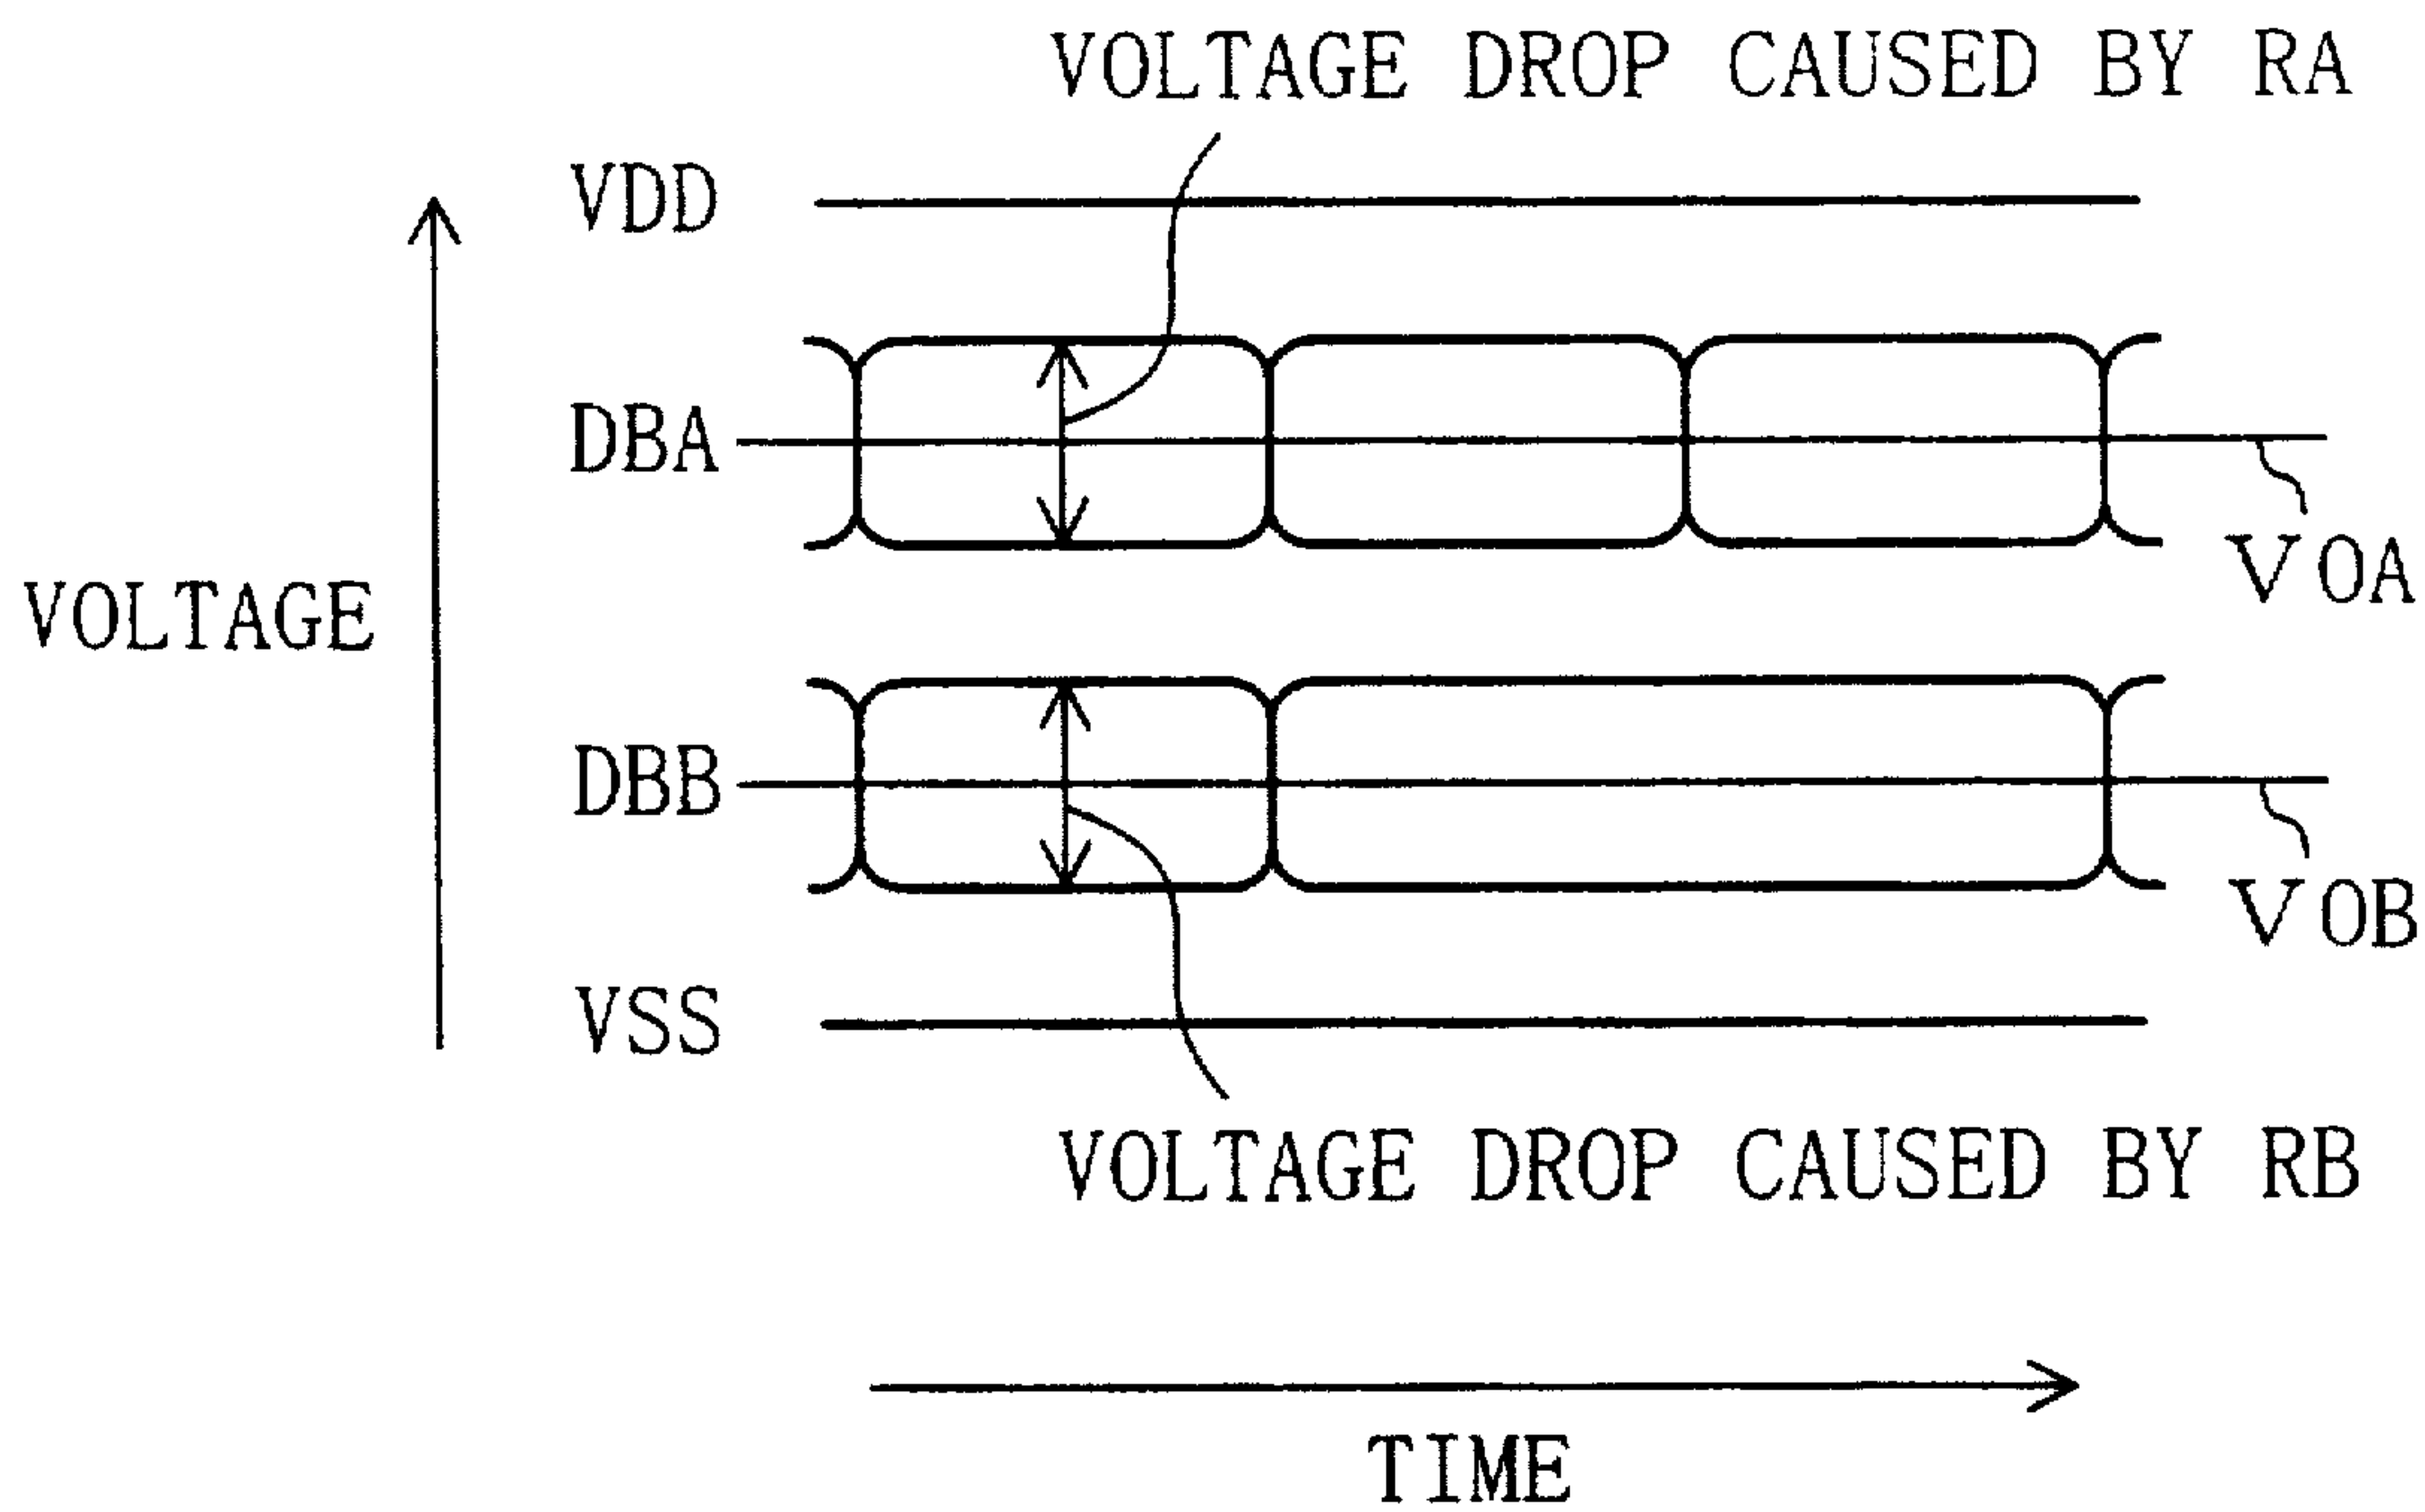 VOLTAGE DROP CAUSED BY RA
VDD
DBA
VOA
VOLTAGE
DBB
VOB
VSS
VOLTAGE DROP CAUSED BY RB
TIME